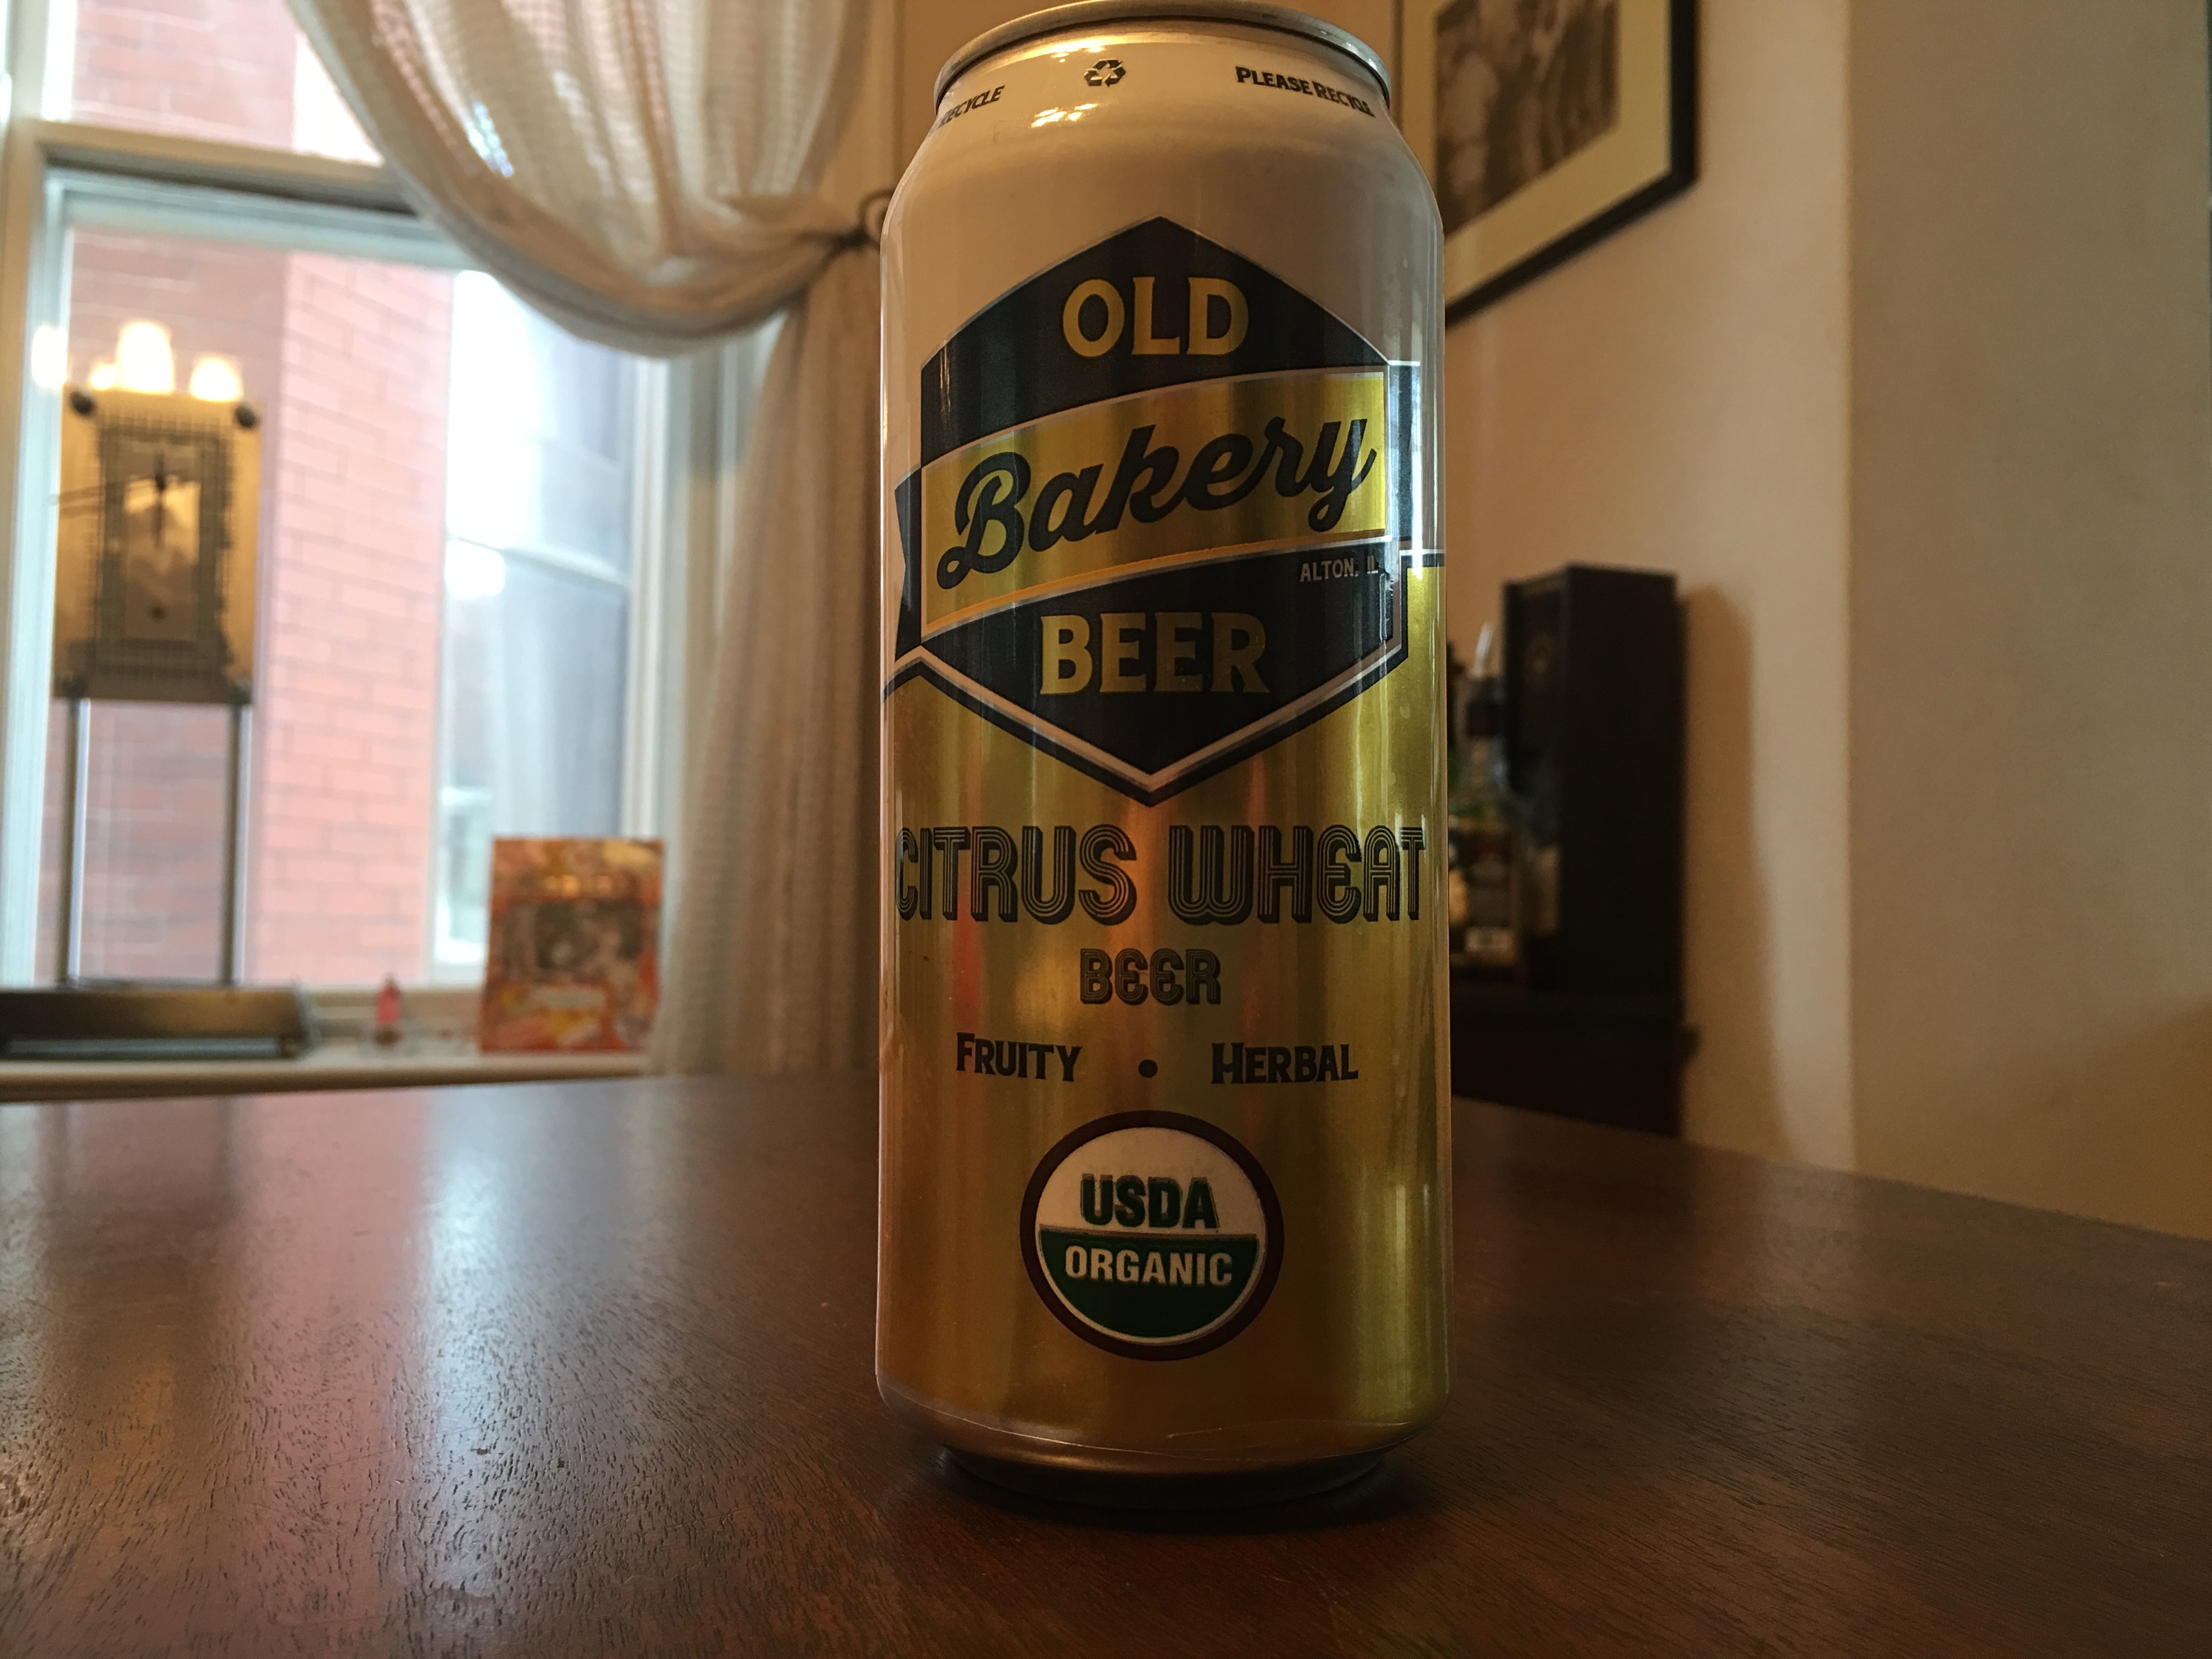 RECYCLE
PLEASE RECYCLE
OLD
Bakery
ALTON, IL
BEER
CITRUS WHEAT
BEER
FRUITY • HERBAL
USDA
ORGANIC